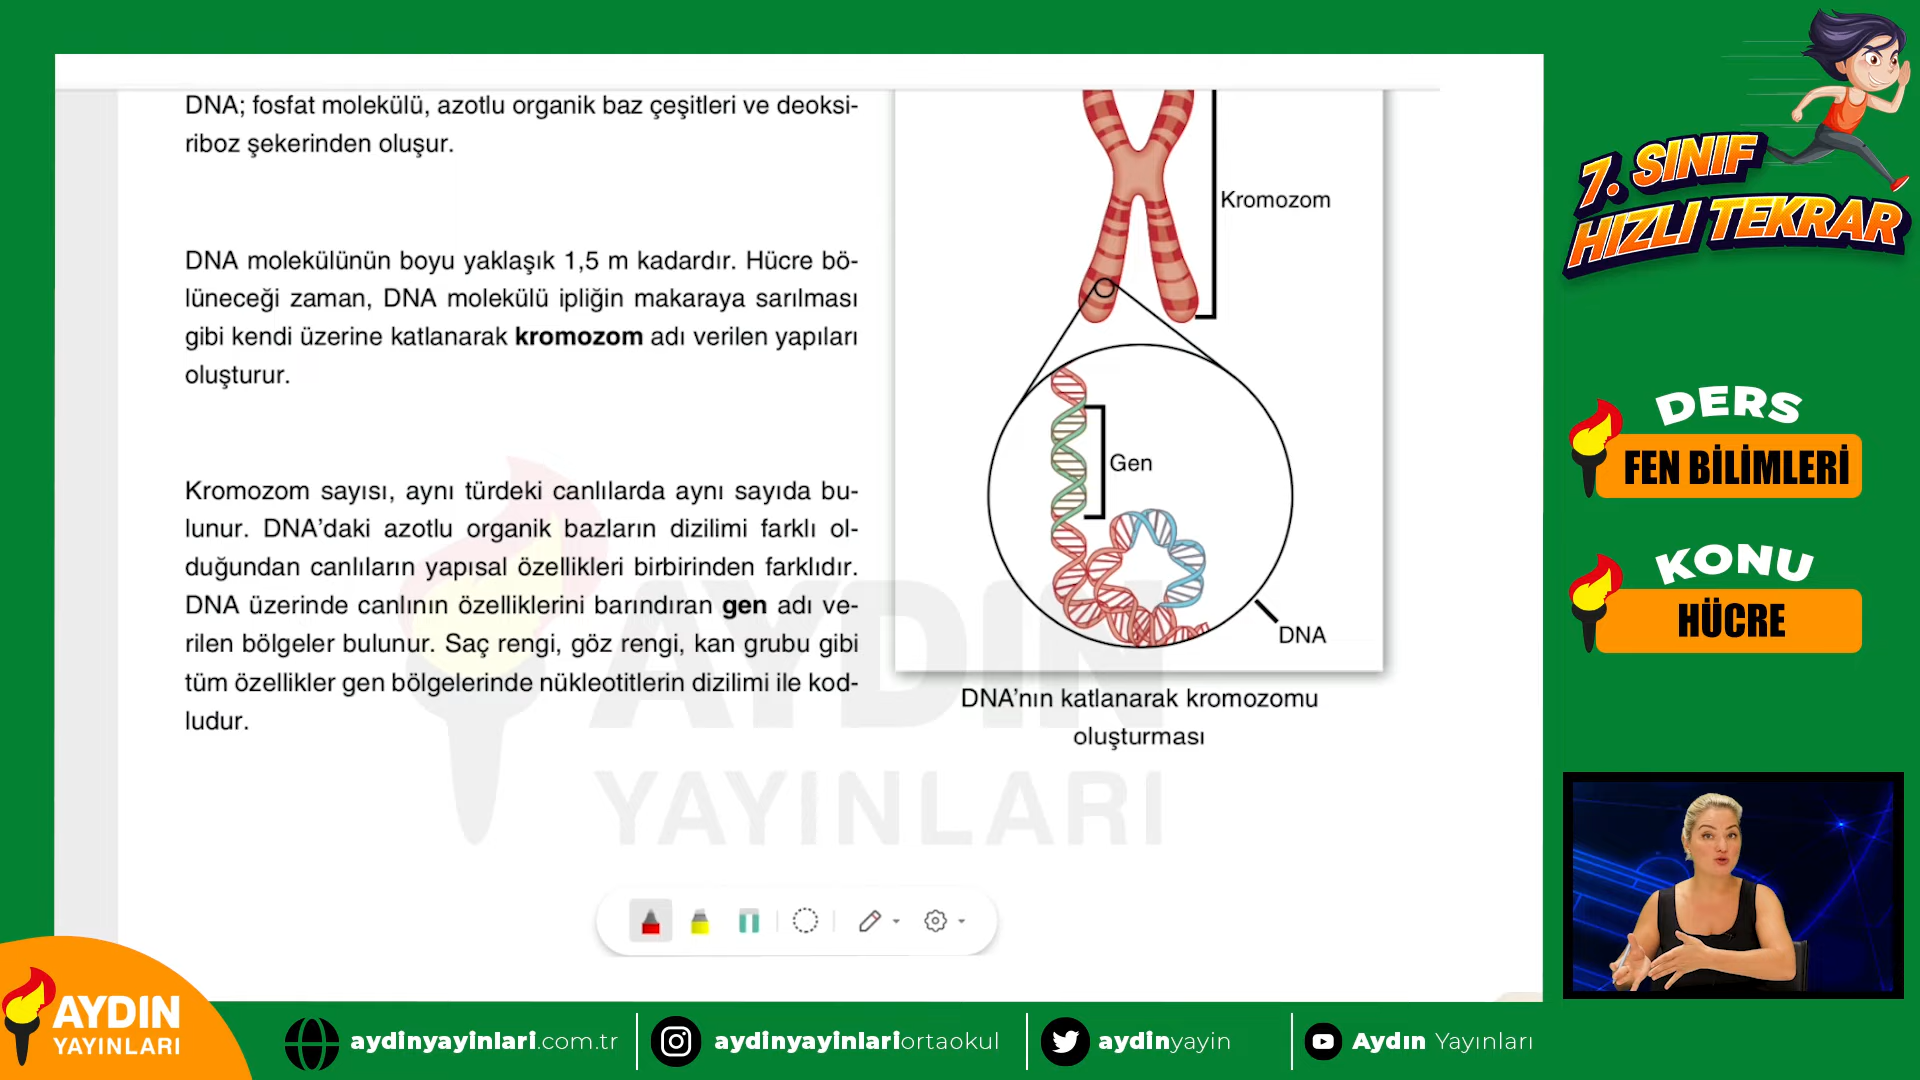 DNA; fosfat molekülü, azotlu organik baz çeşitleri ve deoksi-
riboz şekerinden oluşur.
DNA molekülünün boyu yaklaşık 1,5 m kadardır. Hücre bö-
lüneceği zaman, DNA molekülü ipliğin makaraya sarılması
gibi kendi üzerine katlanarak kromozom adı verilen yapıları
oluşturur.
Kromozom sayısı, aynı türdeki canlılarda aynı sayıda bu-
lunur. DNA’daki azotlu organik bazların dizilimi farklı ol-
duğundan canlıların yapısal özellikleri birbirinden farklıdır.
DNA üzerinde canlının özelliklerini barındıran gen adı ve-
rilen bölgeler bulunur. Saç rengi, göz rengi, kan grubu gibi
tüm özellikler gen bölgelerinde nükleotitlerin dizilimi ile kod-
ludur.
Kromozom
Gen
DNA
DNA’nın katlanarak kromozomu
oluşturması
AYDIN
YAYINLARI
7. SINIF
HIZLI TEKRAR
DERS
FEN BİLİMLERİ
KONU
HÜCRE
AYDIN
YAYINLARI
aydinyayinlari.com.tr
aydinyayinlariortaokul
aydinyayin
Aydın Yayınları